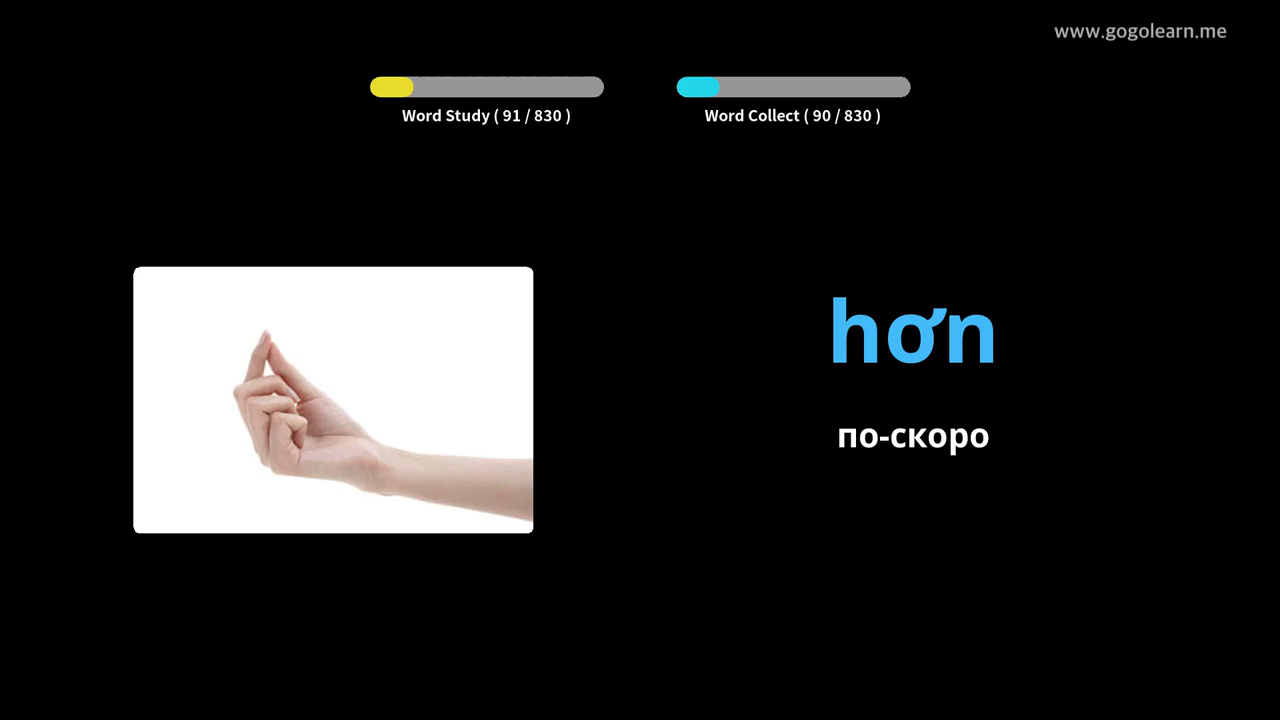 www.gogolearn.me
Word Study ( 91 / 830 )
Word Collect ( 90 / 830 )
hơn
по-скоро